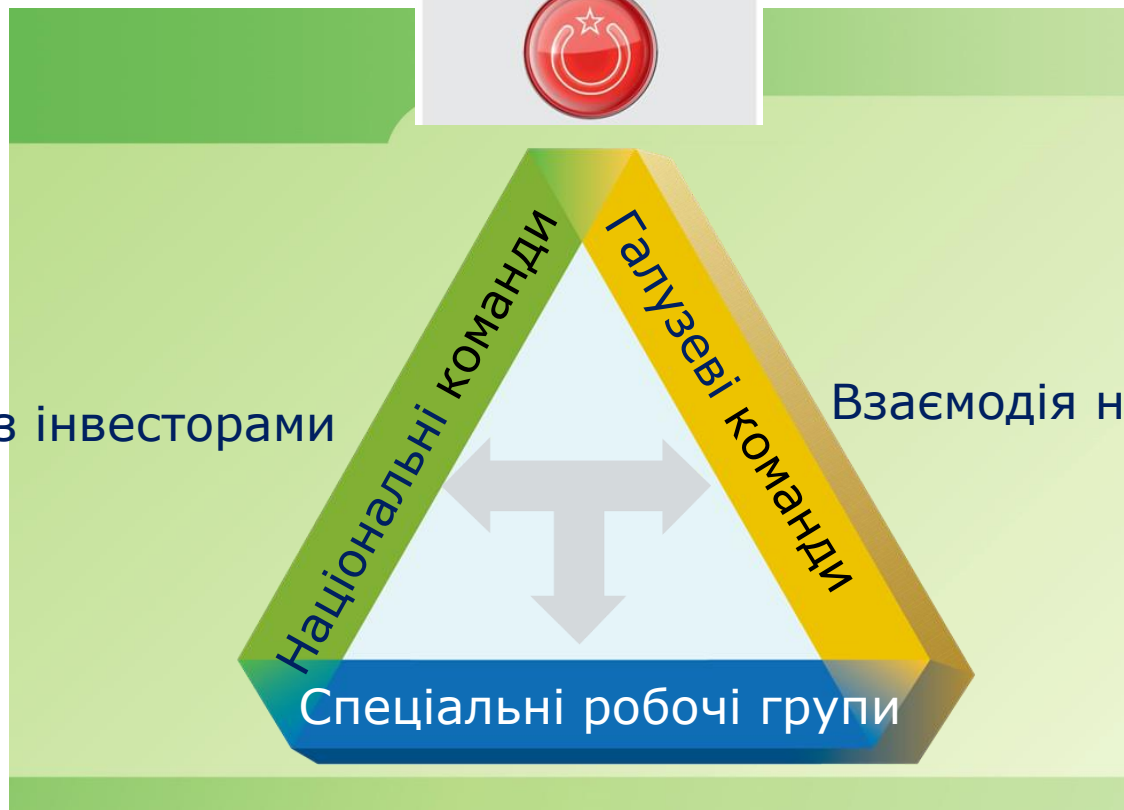 Національні команди
Галузеві команди
з інвесторами
Взаємодія н
Спеціальні робочі групи